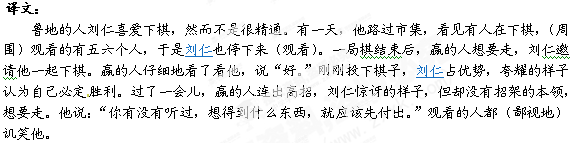 译文：
鲁地的人刘仁喜爱下棋，然而不是很精通。有一天，他路过市集，看见有人在下棋，（周
围）观看的有五六个人，于是刘仁也停下来（观看）。一局棋结束后，赢的人想要走，刘仁邀
请他一起下棋。赢的人仔细地看了看他，说“好。”刚刚投下棋子，刘仁占优势，夸耀的样子
认为自己必定胜利。过了一会儿，赢的人连出高招，刘仁惊讶的样子，但却没有招架的本领，
想要走。他说：“你有没有听过，想得到什么东西，就应该先付出。”观看的人都（鄙视地）
讥笑他。